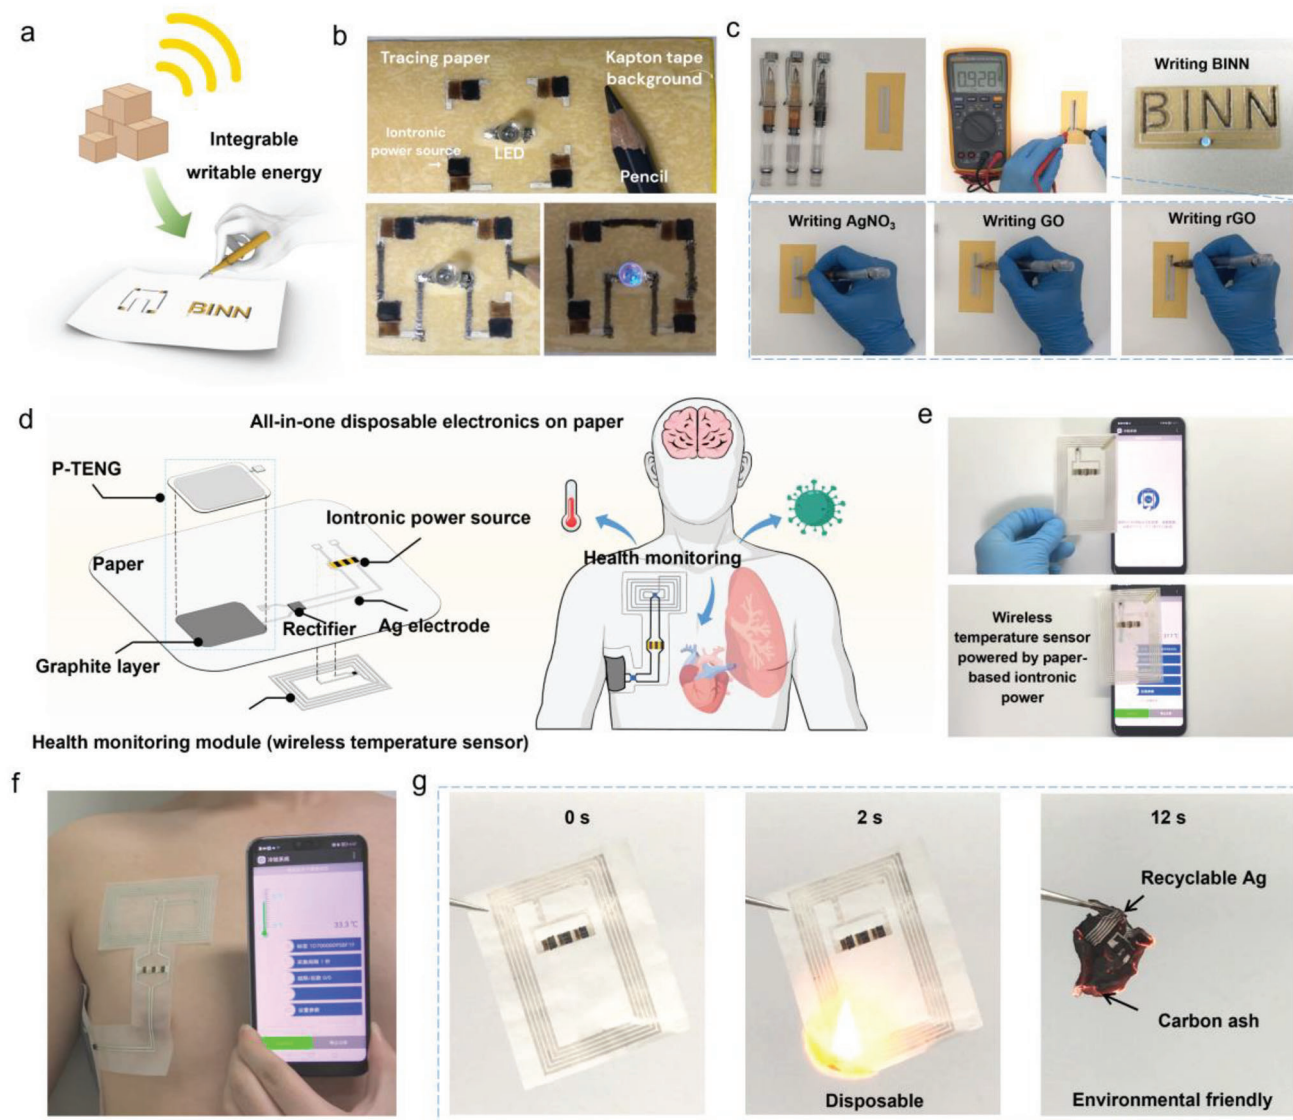 a
Integrable
writable energy
BINN
b
Tracing paper
Kapton tape
background
Iontronic
power source
LED
Pencil
c
0.928
Writing BINN
BINN
Writing AgNO₃
Writing GO
Writing rGO
d
All-in-one disposable electronics on paper
P-TENG
Iontronic power source
Paper
Rectifier
Ag electrode
Graphite layer
Health monitoring
Health monitoring module (wireless temperature sensor)
e
Wireless
temperature sensor
powered by paper-
based iontronic
power
f
33.3 ℃
g
0 s
2 s
12 s
Recyclable Ag
Carbon ash
Disposable
Environmental friendly